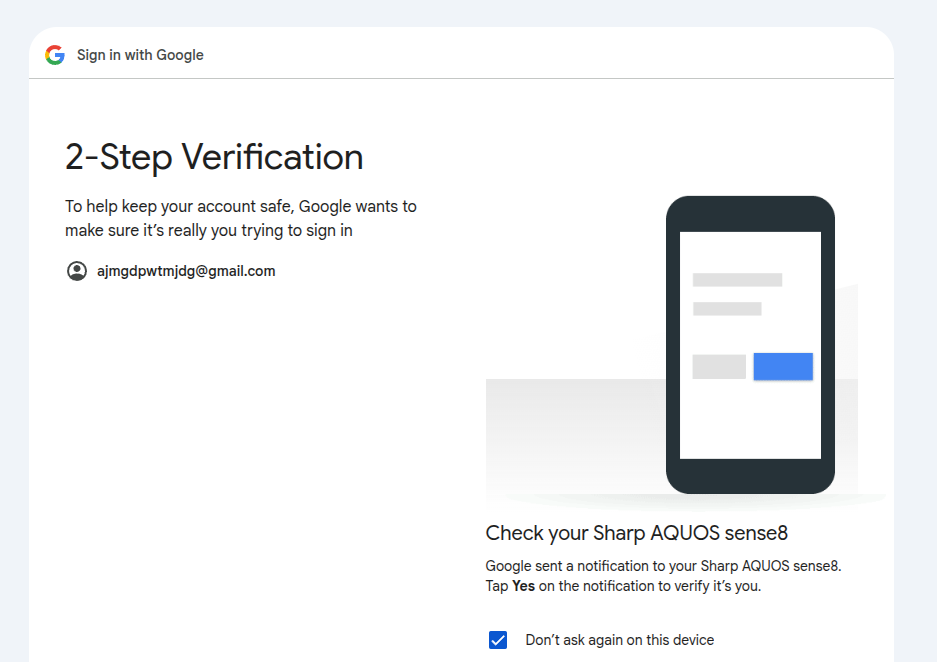 Sign in with Google
2-Step Verification
To help keep your account safe, Google wants to
make sure it’s really you trying to sign in
ajmgdpwtmjdg@gmail.com
Check your Sharp AQUOS sense8
Google sent a notification to your Sharp AQUOS sense8.
Tap Yes on the notification to verify it’s you.
Don’t ask again on this device